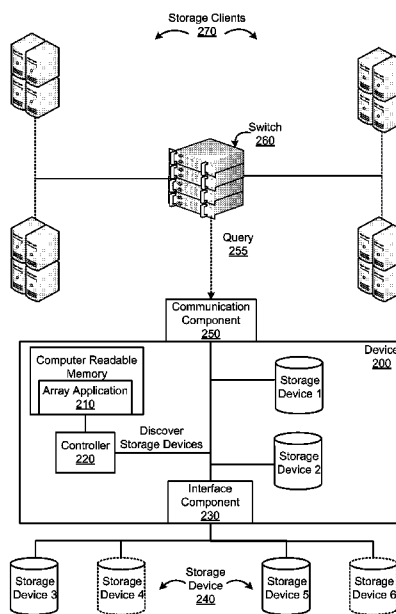 Storage Clients
270
Switch
260
Query
255
Communication
Component
250
Device
200
Computer Readable
Memory
Array Application
210
Storage
Device 1
Controller
220
Discover
Storage Devices
Storage
Device 2
Interface
Component
230
Storage
Device 3
Storage
Device 4
Storage
Device
240
Storage
Device 5
Storage
Device 6